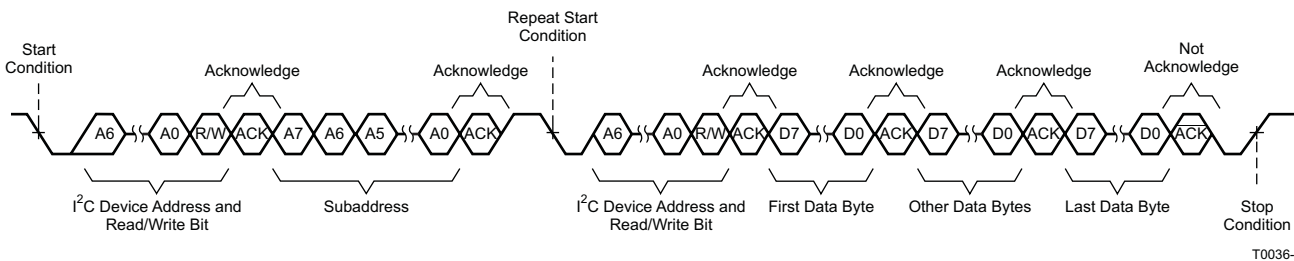 Repeat Start
Condition
Start
Condition
Not
Acknowledge
Acknowledge
Acknowledge
Acknowledge
Acknowledge
Acknowledge
A6 A0 R/W ACK A7 A6 A5 A0 ACK A6 A0 R/W ACK D7 D0 ACK D7 D0 ACK D7 D0 ACK
I²C Device Address and
Read/Write Bit
Subaddress
I²C Device Address and
Read/Write Bit
First Data Byte
Other Data Bytes
Last Data Byte
Stop
Condition
T0036-